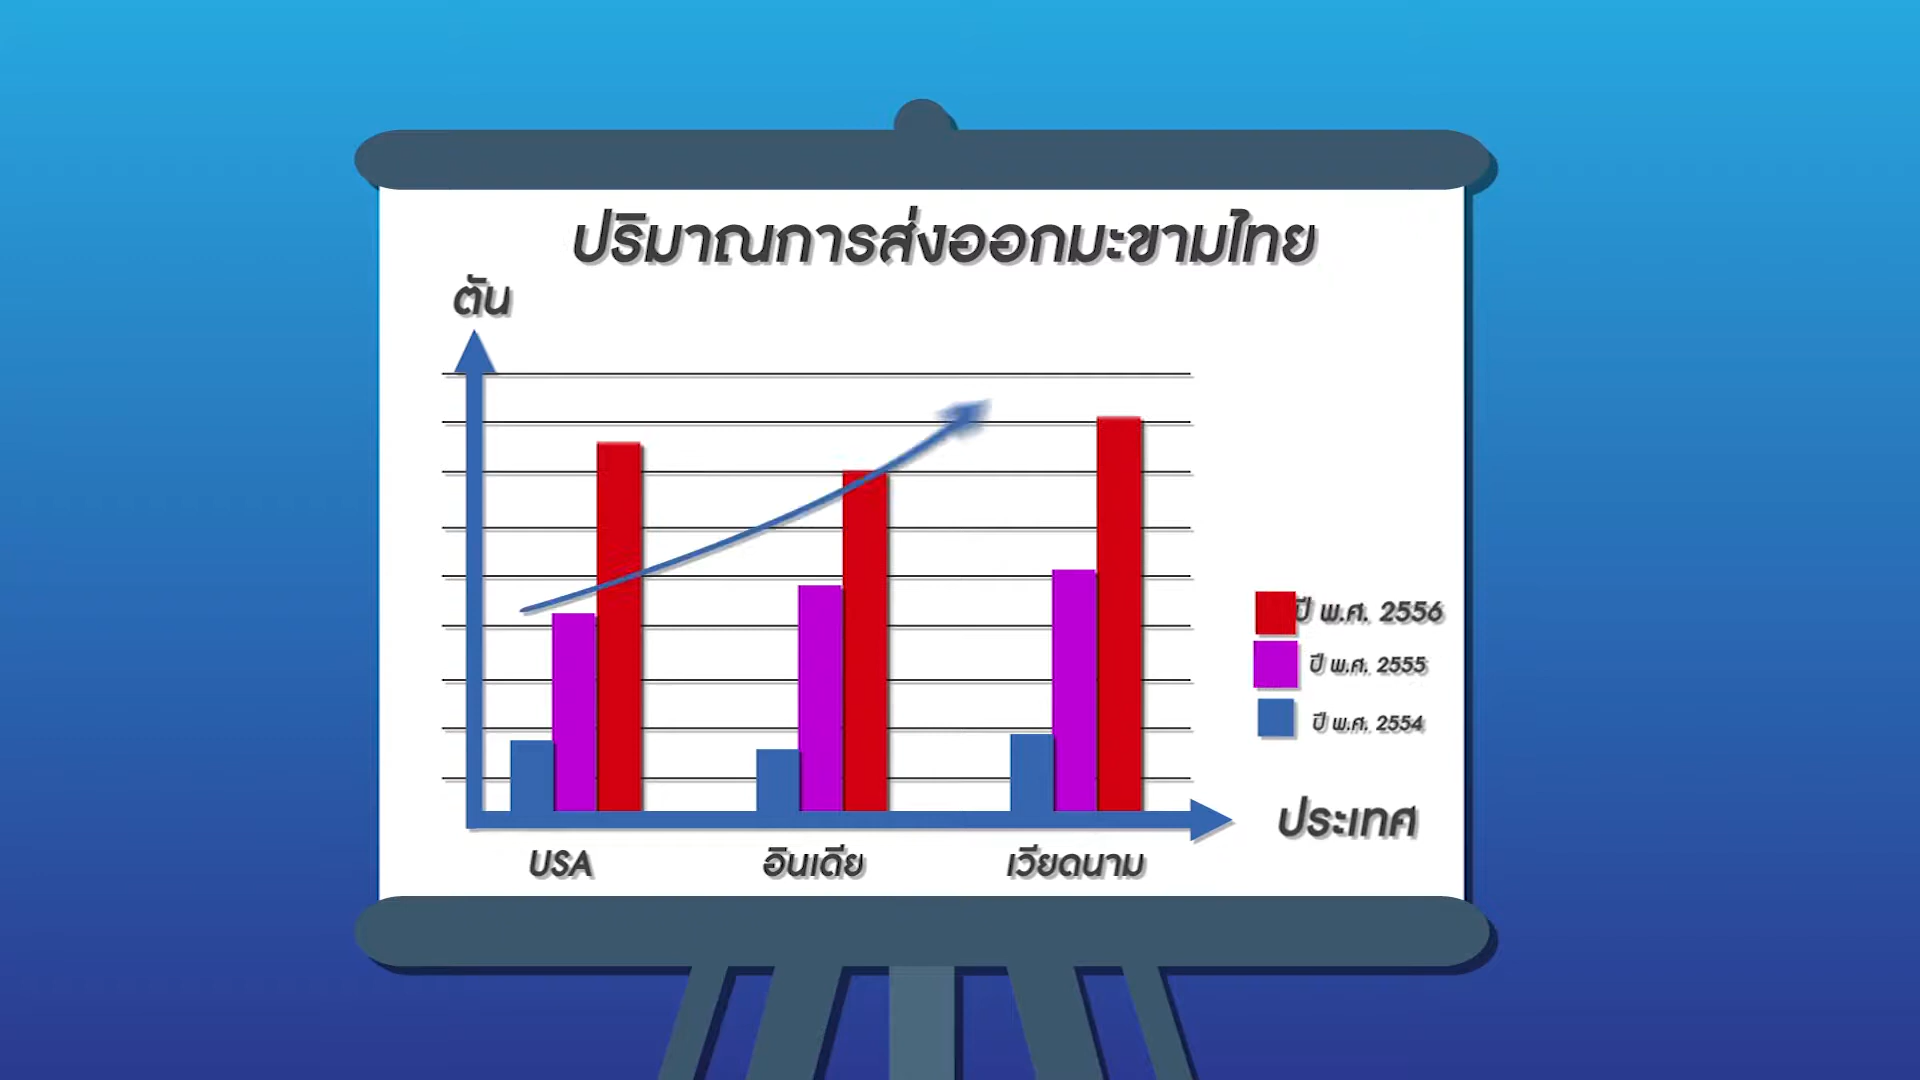 ปริมาณการส่งออกมะขามไทย
ตัน
ปี พ.ศ. 2556
ปี พ.ศ. 2555
ปี พ.ศ. 2554
ประเทศ
USA
อินเดีย
เวียดนาม